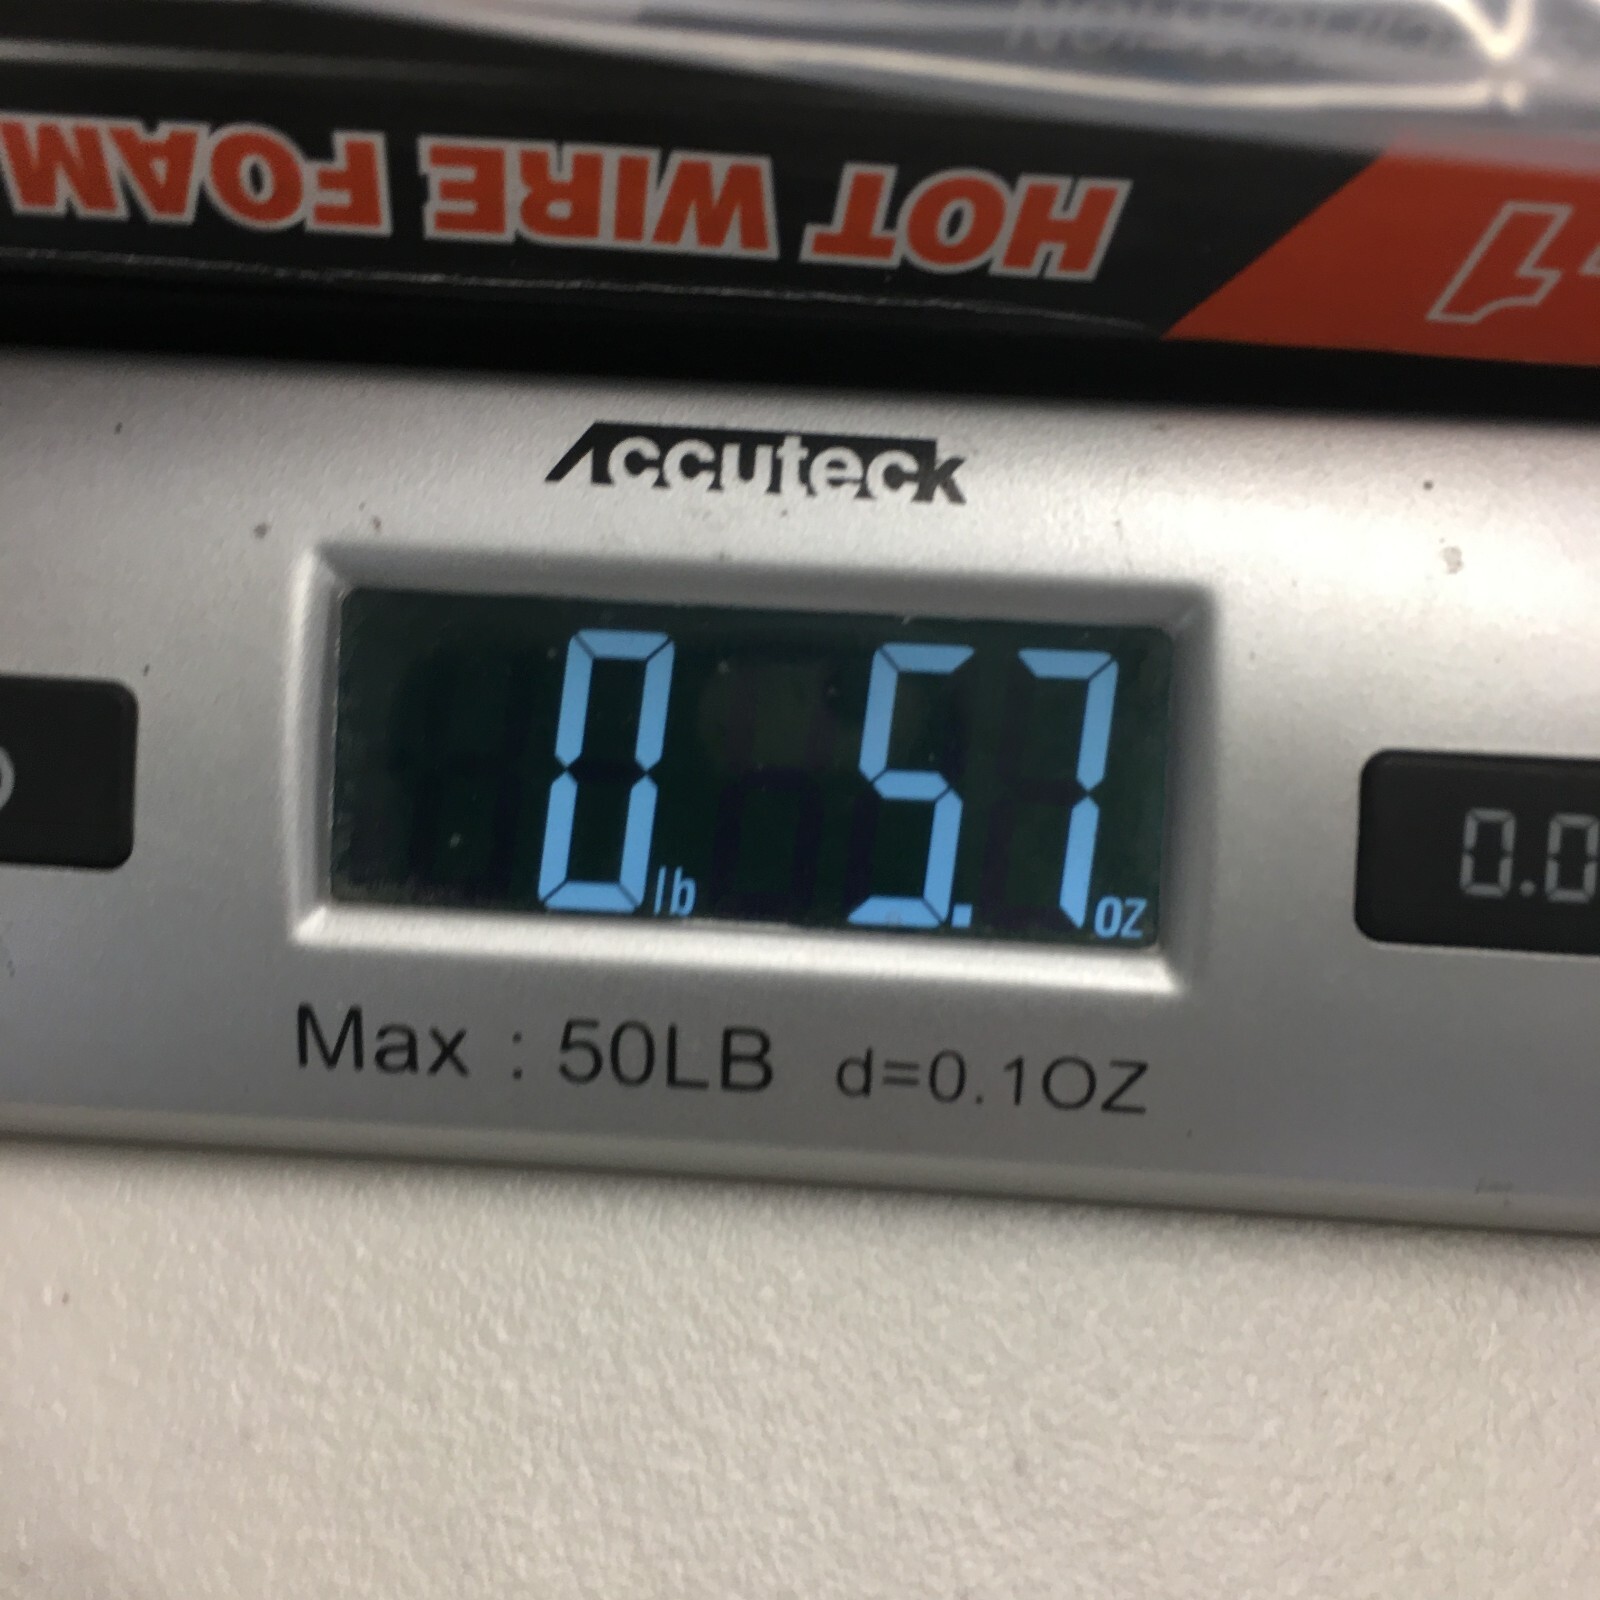 HOT WIRE FOAM
Accuteck
0 lb 5.7 oz
0.0
Max : 50LB d=0.1OZ